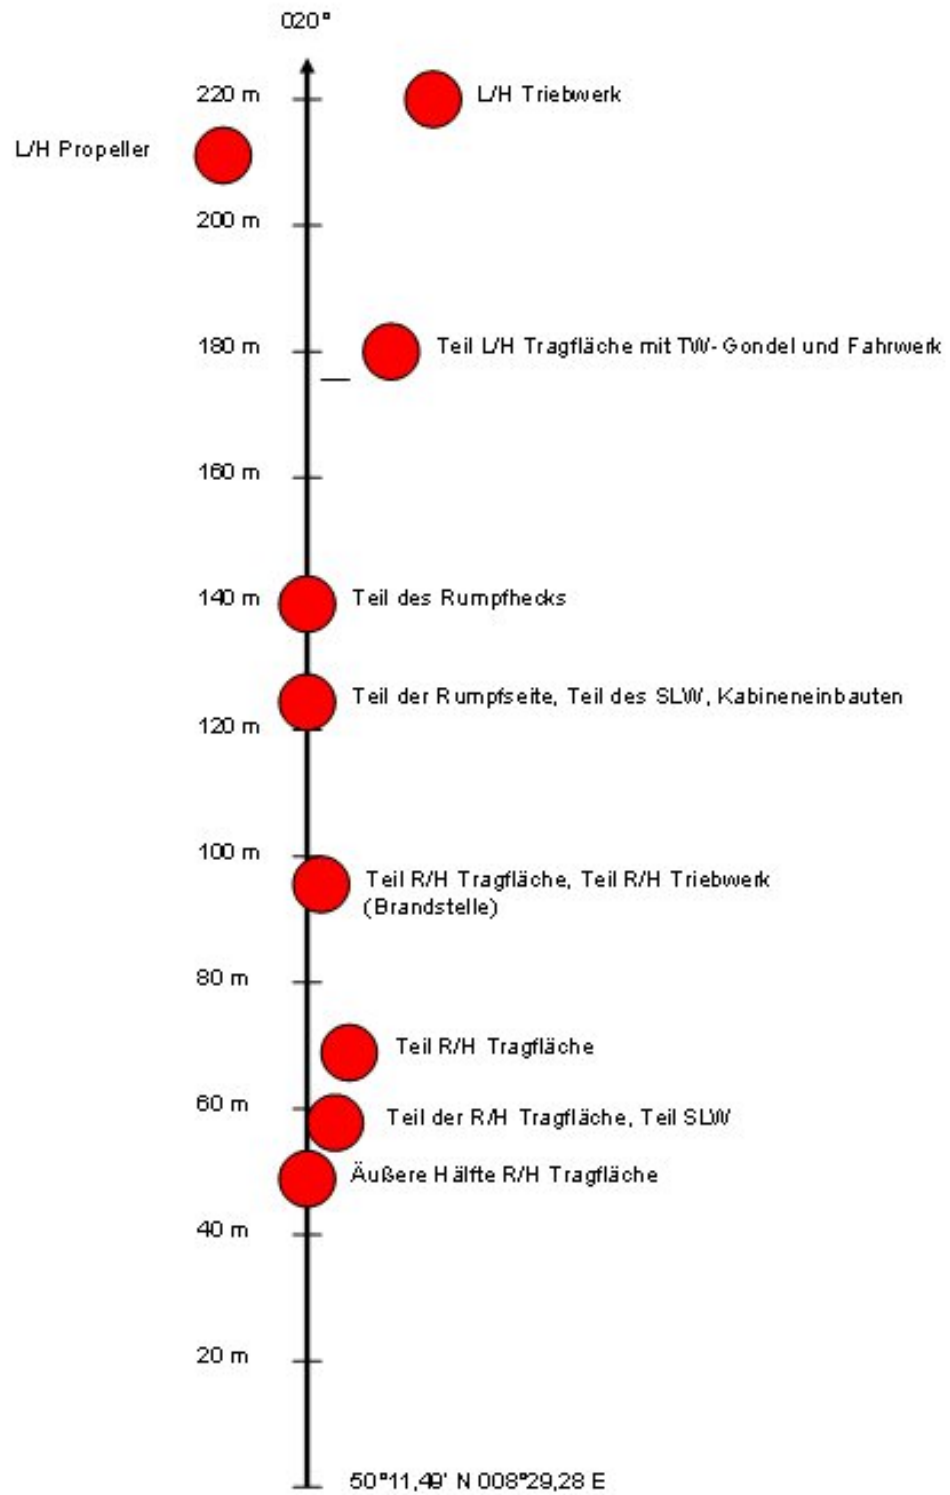 020°
220 m
L/H Triebwerk
L/H Propeller
200 m
180 m
Teil L/H Tragfläche mit TW-Gondel und Fahrwerk
160 m
140 m
Teil des Rumpfhecks
Teil der Rumpfseite, Teil des SLW, Kabineneinbauten
120 m
100 m
Teil R/H Tragfläche, Teil R/H Triebwerk
(Brandstelle)
80 m
Teil R/H Tragfläche
60 m
Teil der R/H Tragfläche, Teil SLW
Äußere Hälfte R/H Tragfläche
40 m
20 m
50°11,49' N 008°29,28 E